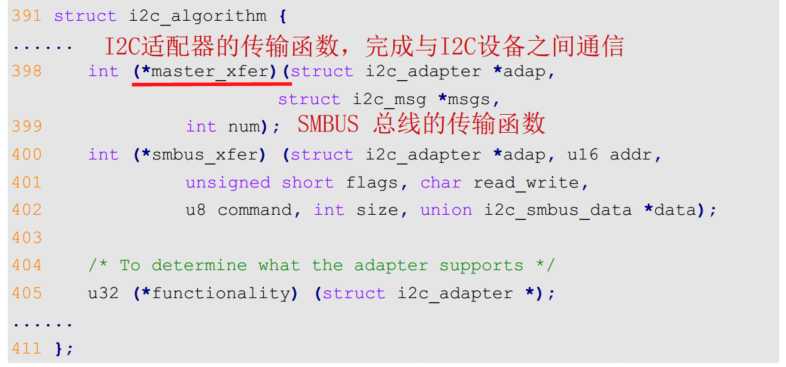 391 struct i2c_algorithm {
...... I2C适配器的传输函数，完成与I2C设备之间通信
398 int (*master_xfer)(struct i2c_adapter *adap,
struct i2c_msg *msgs,
399 int num); SMBUS 总线的传输函数
400 int (*smbus_xfer) (struct i2c_adapter *adap, u16 addr,
401 unsigned short flags, char read_write,
402 u8 command, int size, union i2c_smbus_data *data);
403
404 /* To determine what the adapter supports */
405 u32 (*functionality) (struct i2c_adapter *);
......
411 };